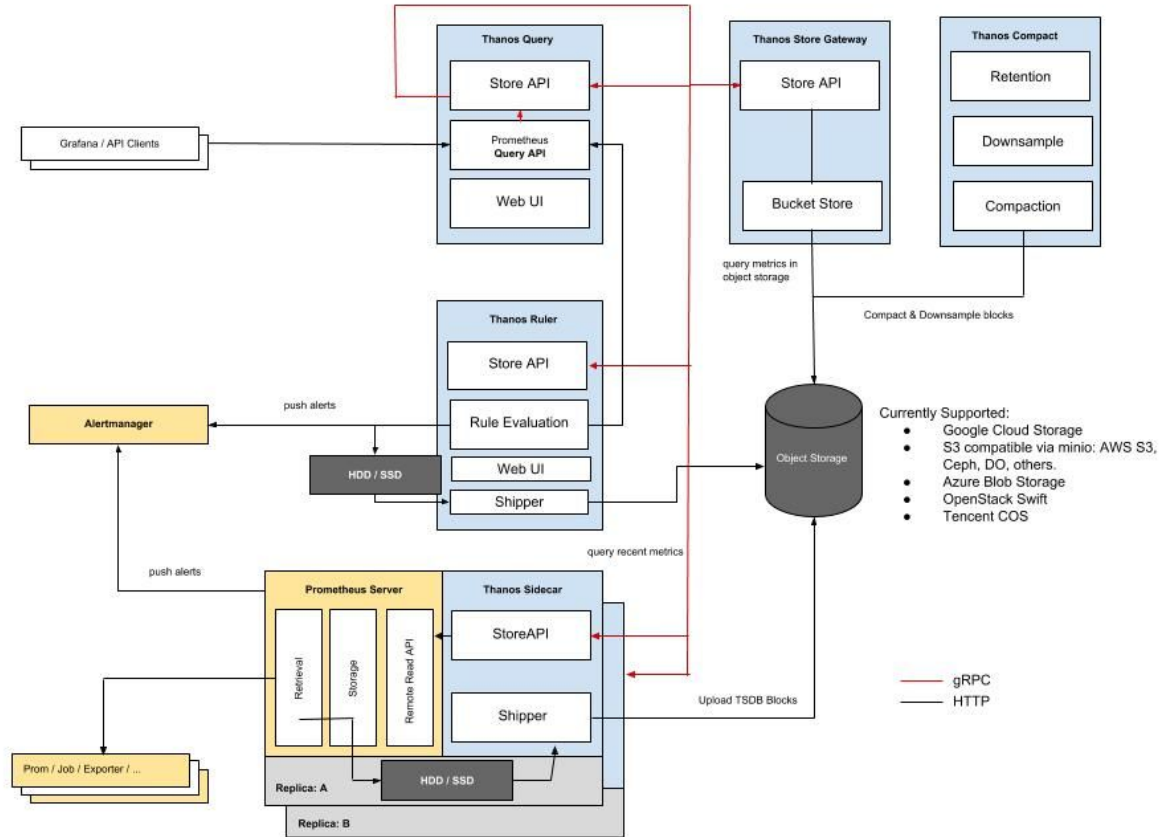 Thanos Query
Store API
Prometheus
Query API
Web UI
Thanos Store Gateway
Store API
Bucket Store
Thanos Compact
Retention
Downsample
Compaction
Grafana / API Clients
query metrics in
object storage
Compact & Downsample blocks
Thanos Ruler
Store API
Rule Evaluation
Web UI
Shipper
push alerts
Alertmanager
HDD / SSD
Object Storage
Currently Supported:
● Google Cloud Storage
● S3 compatible via minio: AWS S3,
Ceph, DO, others.
● Azure Blob Storage
● OpenStack Swift
● Tencent COS
query recent metrics
push alerts
Prometheus Server
Retrieval
Storage
Remote Read API
Thanos Sidecar
StoreAPI
Shipper
Upload TSDB Blocks
gRPC
HTTP
Prom / Job / Exporter / ...
HDD / SSD
Replica: A
Replica: B